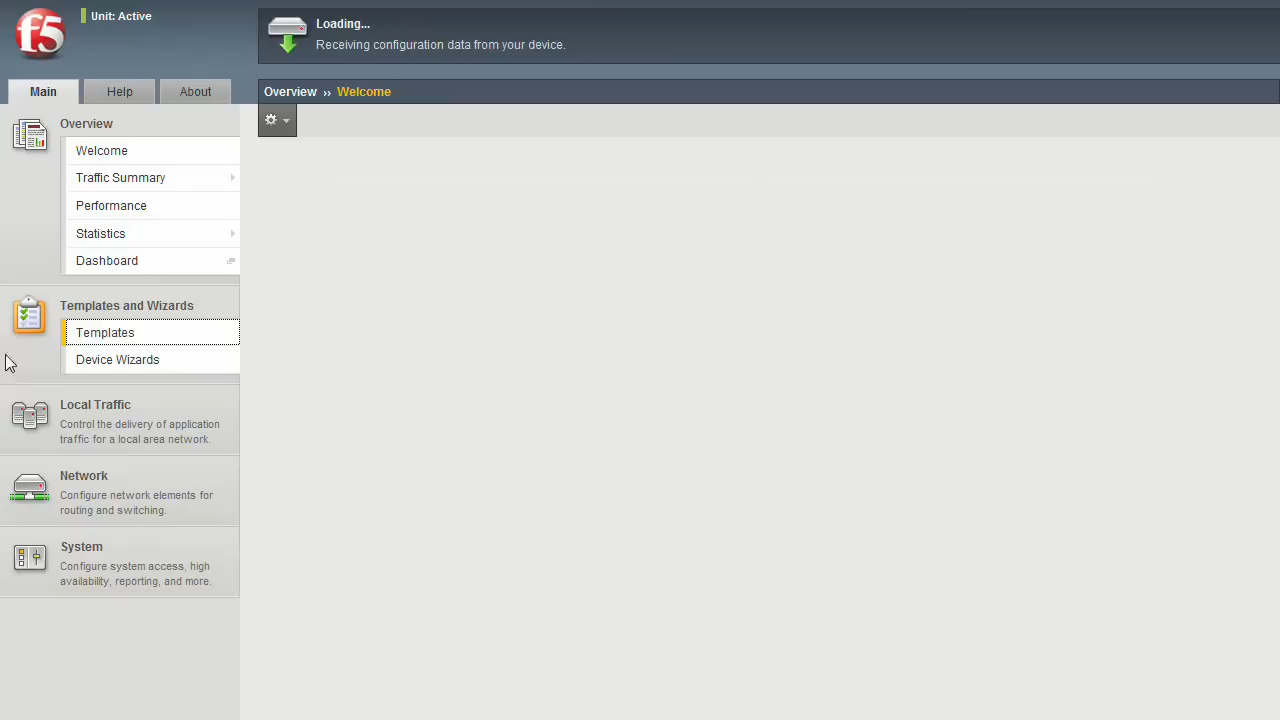 f5
Unit: Active
Loading...
Receiving configuration data from your device.
Main
Help
About
Overview ›› Welcome
Overview
Welcome
Traffic Summary
Performance
Statistics
Dashboard
Templates and Wizards
Templates
Device Wizards
Local Traffic
Control the delivery of application
traffic for a local area network.
Network
Configure network elements for
routing and switching.
System
Configure system access, high
availability, reporting, and more.